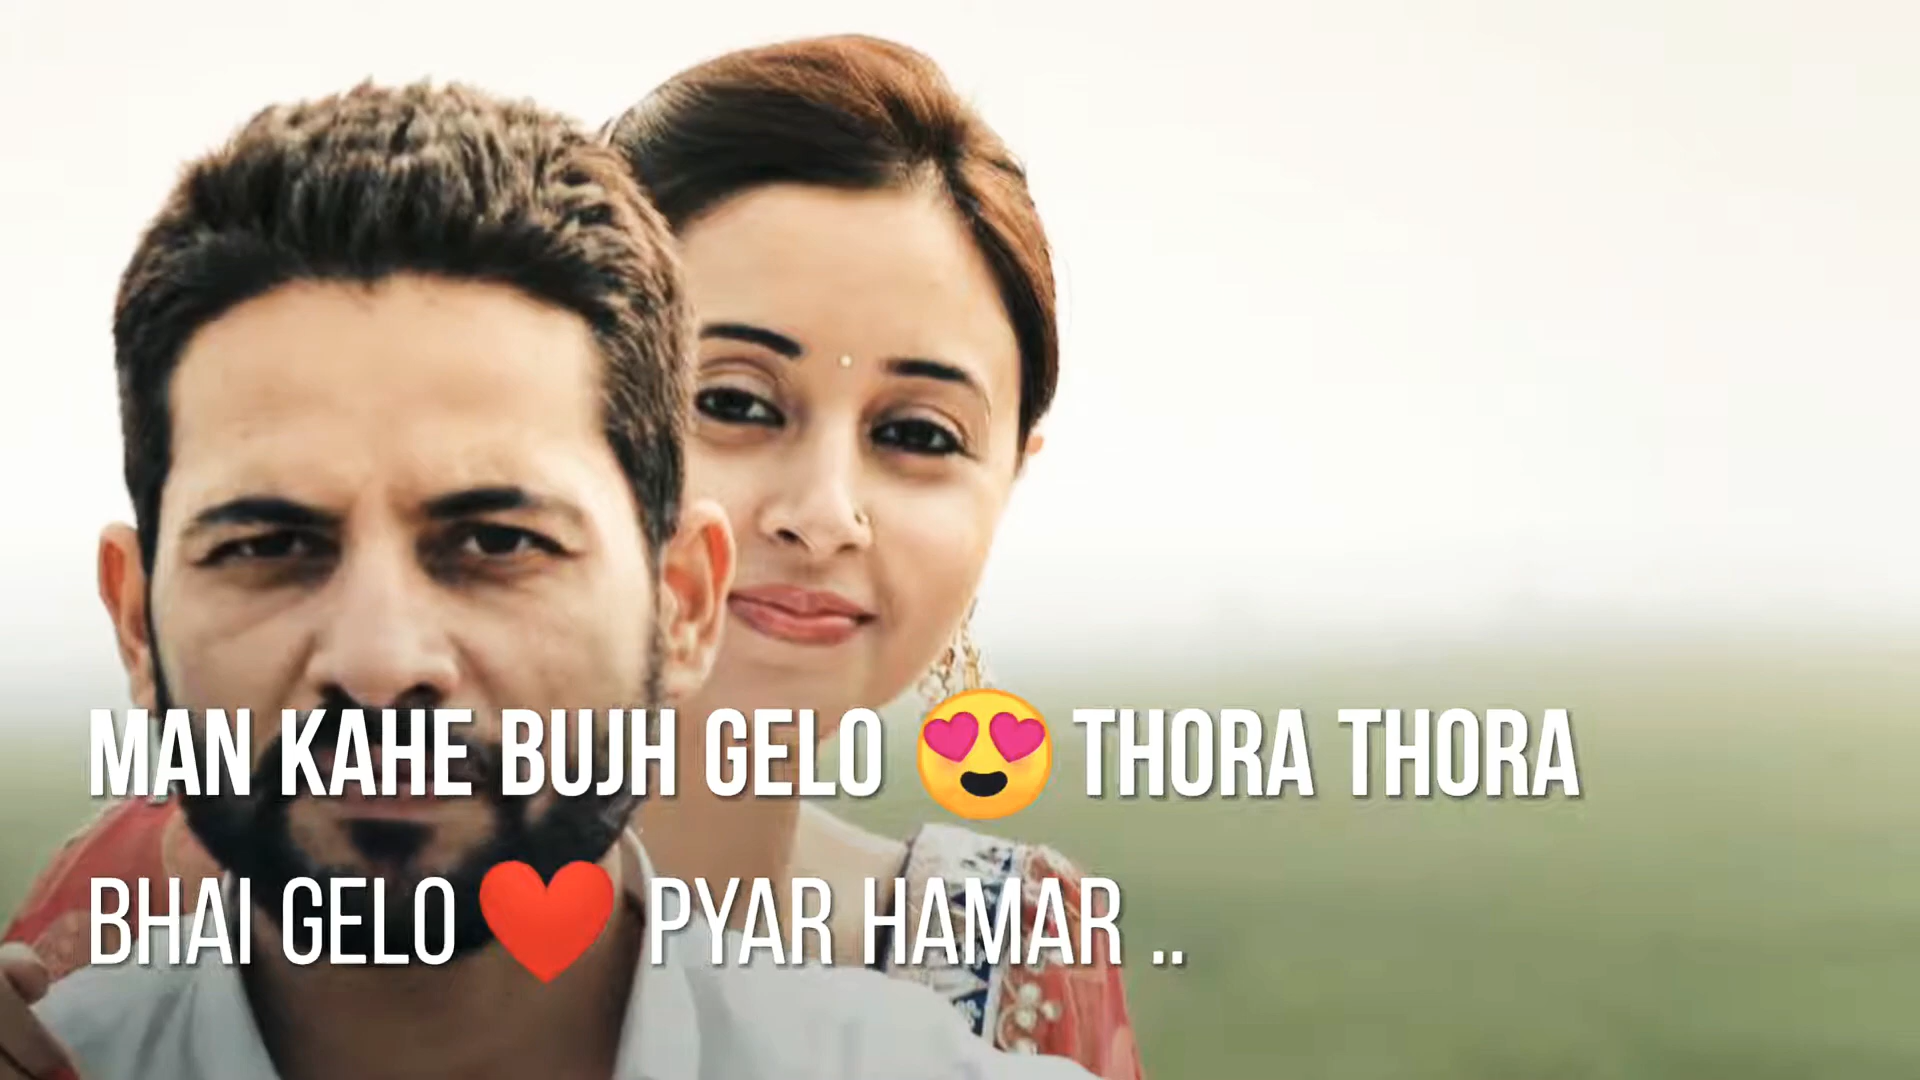 MAN KAHE BUJH GELO 😍 THORA THORA
BHAI GELO ❤️ PYAR HAMAR ..